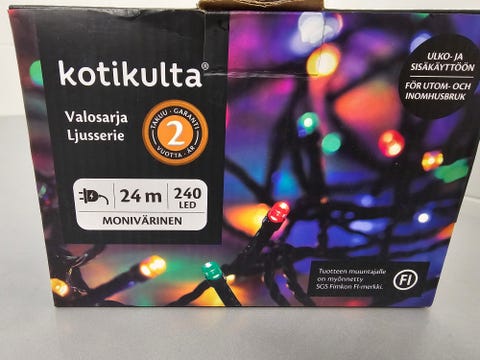 kotikulta®
Valosarja
Ljusserie
TAKUU · GARANTI
2
VUOTTA · ÅR
24 m
240
LED
MONIVÄRINEN
ULKO- JA
SISÄKÄYTTÖÖN
FÖR UTOM- OCH
INOMHUSBRUK
Tuotteen muuntajalle
on myönnetty
SGS Fimkon FI-merkki.
FI